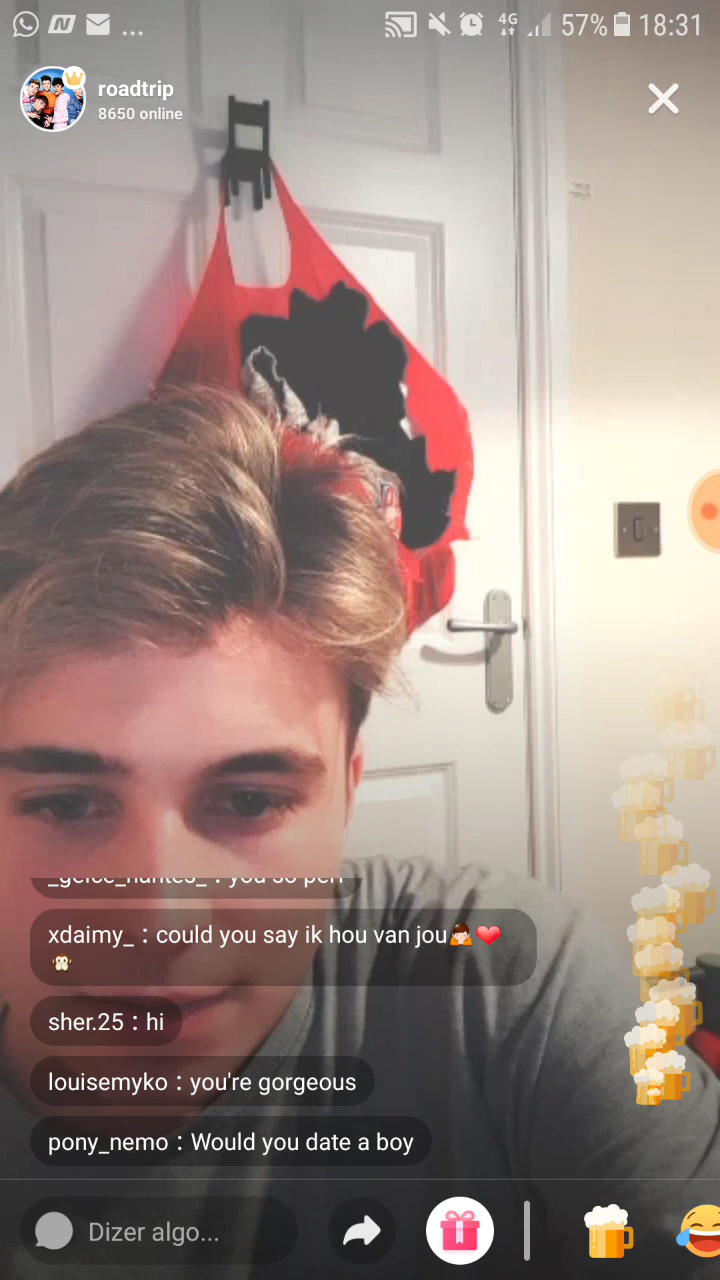 ... 4G 57% 18:31
roadtrip
8650 online
xdaimy_ : could you say ik hou van jou🙇❤
🙊
sher.25 : hi
louisemyko : you're gorgeous
pony_nemo : Would you date a boy
Dizer algo...